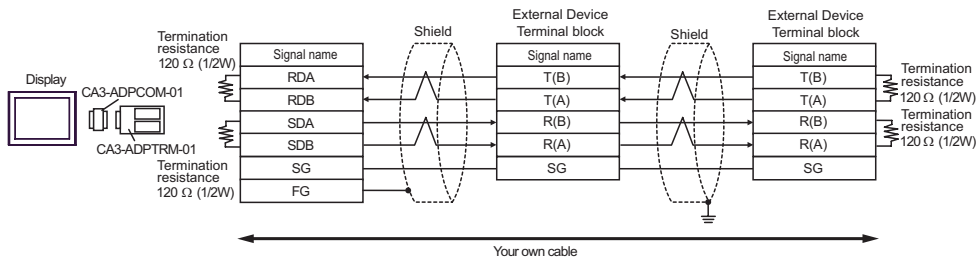 Display
CA3-ADPCOM-01
CA3-ADPTRM-01
Termination
resistance
120 Ω (1/2W)
Termination
resistance
120 Ω (1/2W)
Signal name
RDA
RDB
SDA
SDB
SG
FG
Shield
External Device
Terminal block
Signal name
T(B)
T(A)
R(B)
R(A)
SG
Shield
External Device
Terminal block
Signal name
T(B)
T(A)
R(B)
R(A)
SG
Termination
resistance
120 Ω (1/2W)
Termination
resistance
120 Ω (1/2W)
Your own cable